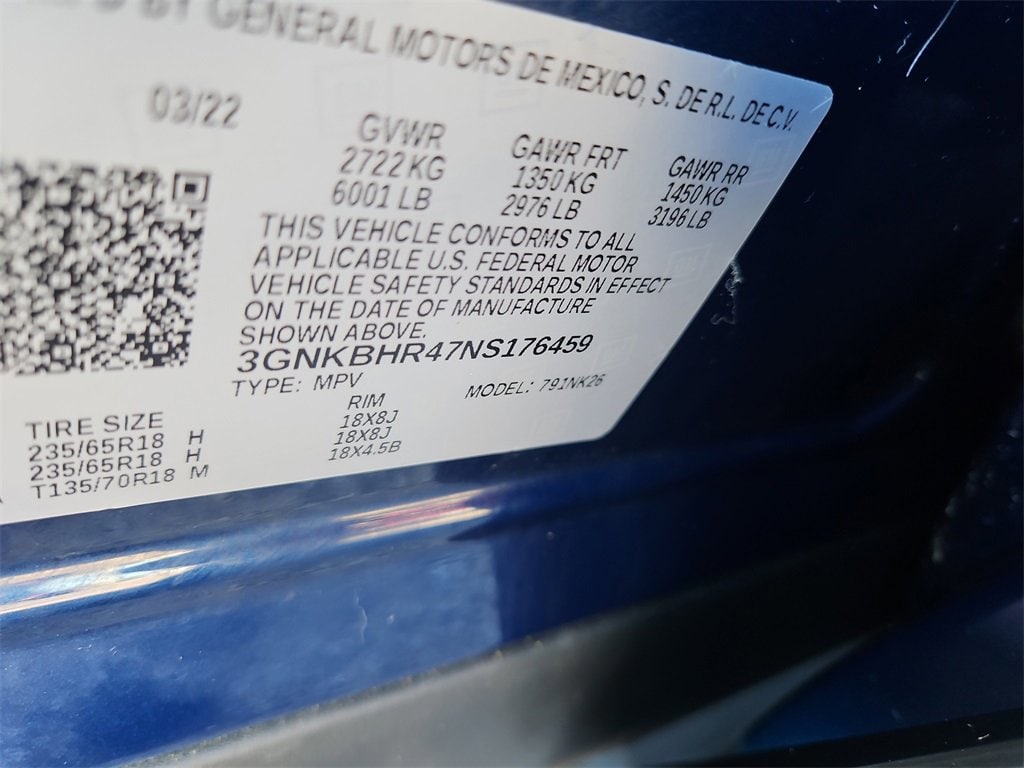 BY GENERAL MOTORS DE MEXICO, S. DE R.L. DE C.V.
03/22
GVWR
2722 KG
6001 LB
GAWR FRT
1350 KG
2976 LB
GAWR RR
1450 KG
3196 LB
THIS VEHICLE CONFORMS TO ALL
APPLICABLE U.S. FEDERAL MOTOR
VEHICLE SAFETY STANDARDS IN EFFECT
ON THE DATE OF MANUFACTURE
SHOWN ABOVE.
3GNKBHR47NS176459
TYPE: MPV
MODEL: 791NK26
TIRE SIZE
235/65R18 H
235/65R18 H
T135/70R18 M
RIM
18X8J
18X8J
18X4.5B